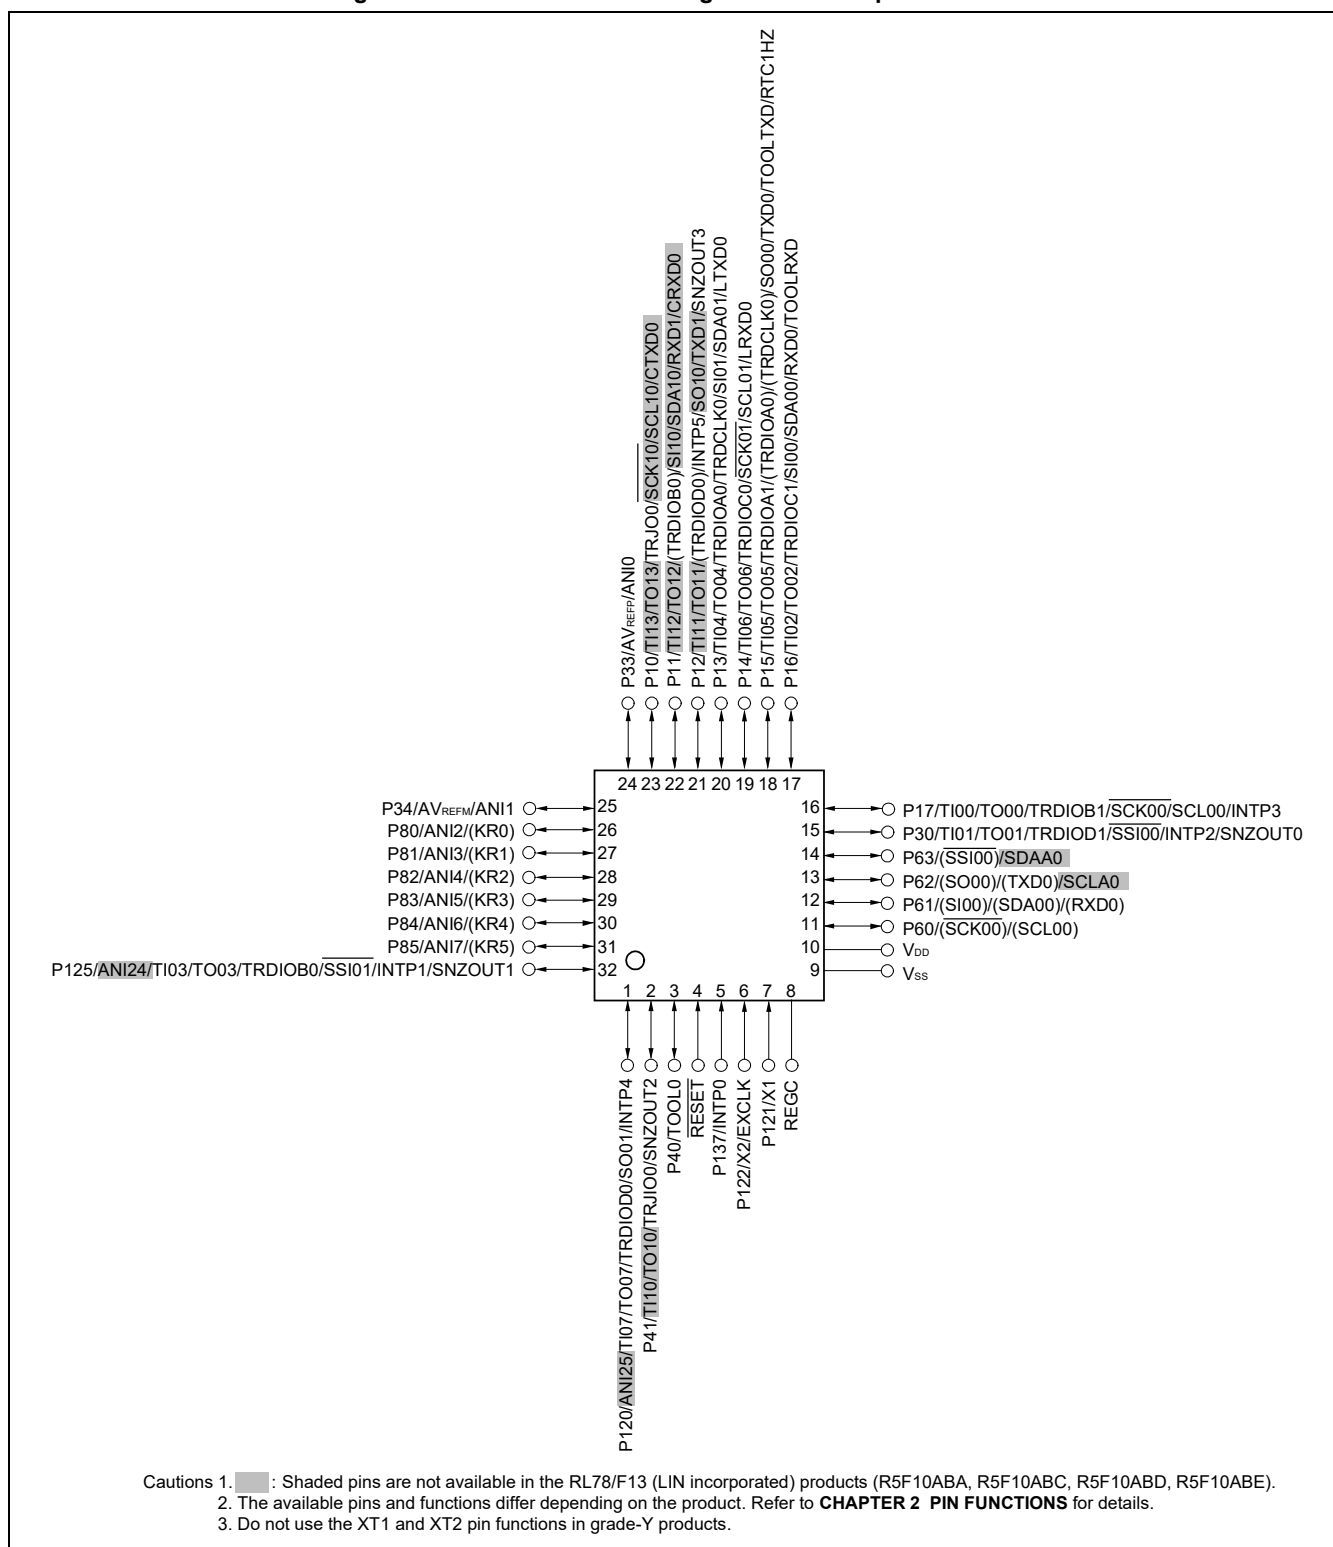 P33/AVREFP/ANI0
P10/TI13/TO13/TRJO0/SCK10/SCL10/CTXD0
P11/TI12/TO12/(TRDIOB0)/SI10/SDA10/RXD1/CRXD0
P12/TI11/TO11/(TRDIOD0)/INTP5/SO10/TXD1/SNZOUT3
P13/TI04/TO04/TRDIOA0/TRDCLK0/SI01/SDA01/LTXD0
P14/TI06/TO06/TRDIOC0/SCK01/SCL01/LRXD0
P15/TI05/TO05/TRDIOA1/(TRDIOA0)/(TRDCLK0)/SO00/TXD0/TOOLTXD/RTC1HZ
P16/TI02/TO02/TRDIOC1/SI00/SDA00/RXD0/TOOLRXD
24 23 22 21 20 19 18 17
P34/AVREFM/ANI1 25
P80/ANI2/(KR0) 26
P81/ANI3/(KR1) 27
P82/ANI4/(KR2) 28
P83/ANI5/(KR3) 29
P84/ANI6/(KR4) 30
P85/ANI7/(KR5) 31
P125/ANI24/TI03/TO03/TRDIOB0/SSI01/INTP1/SNZOUT1 32
16 P17/TI00/TO00/TRDIOB1/SCK00/SCL00/INTP3
15 P30/TI01/TO01/TRDIOD1/SSI00/INTP2/SNZOUT0
14 P63/(SSI00)/SDAA0
13 P62/(SO00)/(TXD0)/SCLA0
12 P61/(SI00)/(SDA00)/(RXD0)
11 P60/(SCK00)/(SCL00)
10 VDD
9 VSS
1 2 3 4 5 6 7 8
P120/ANI25/TI07/TO07/TRDIOD0/SO01/INTP4
P41/TI10/TO10/TRJIO0/SNZOUT2
P40/TOOL0
RESET
P137/INTP0
P122/X2/EXCLK
P121/X1
REGC
Cautions 1. : Shaded pins are not available in the RL78/F13 (LIN incorporated) products (R5F10ABA, R5F10ABC, R5F10ABD, R5F10ABE).
2. The available pins and functions differ depending on the product. Refer to CHAPTER 2 PIN FUNCTIONS for details.
3. Do not use the XT1 and XT2 pin functions in grade-Y products.